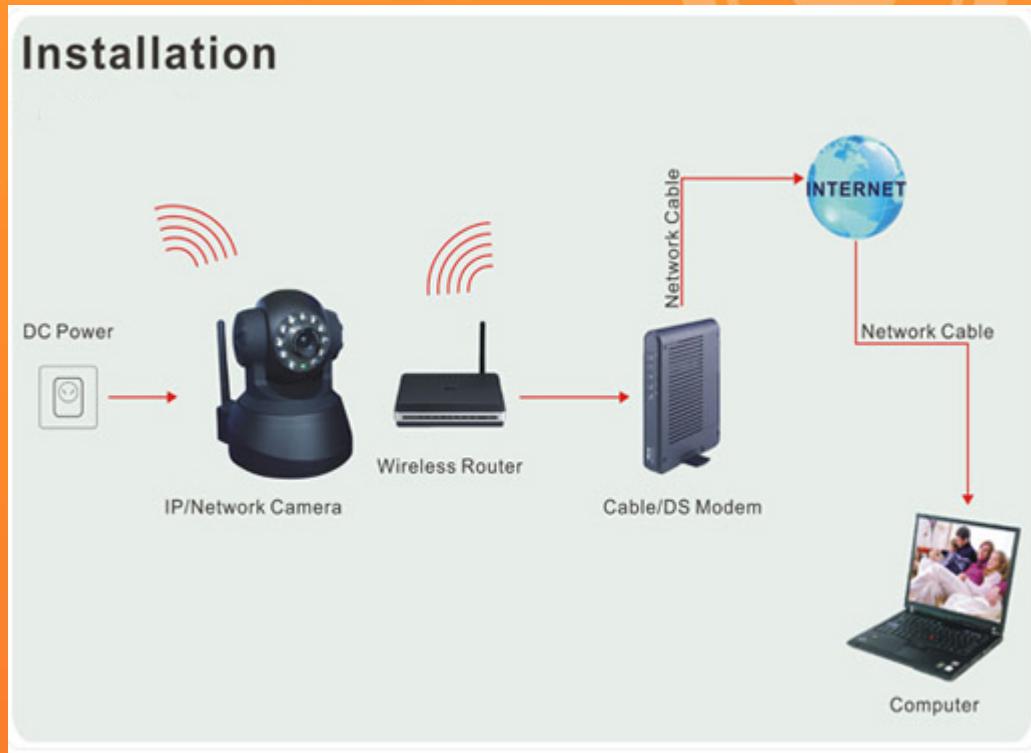 Installation
DC Power
IP/Network Camera
Wireless Router
Cable/DS Modem
Network Cable
INTERNET
Network Cable
Computer